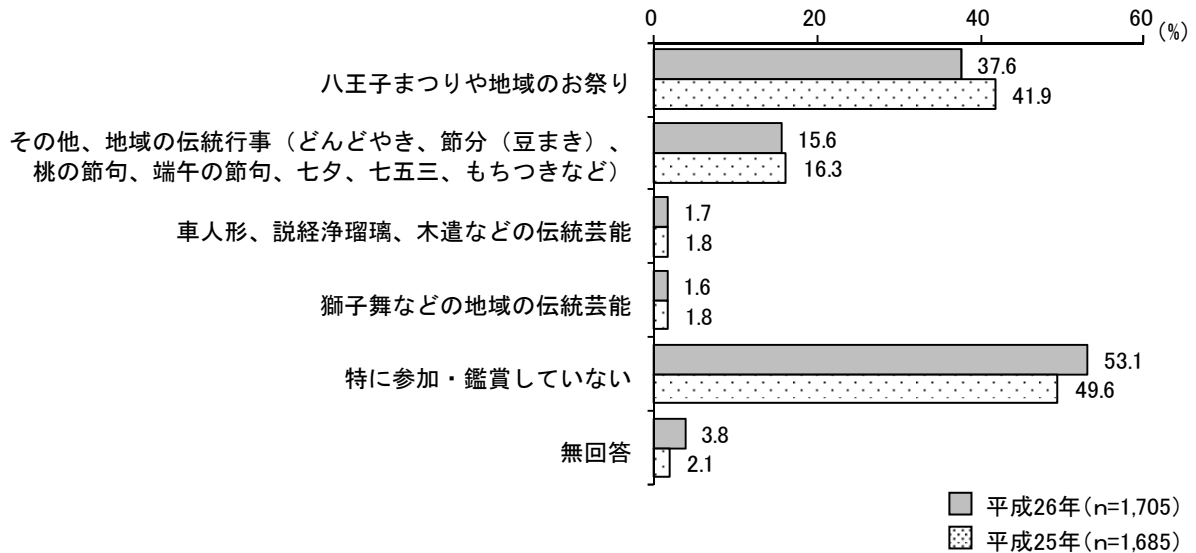 0 20 40 60 (%)
八王子まつりや地域のお祭り
37.6
41.9
その他、地域の伝統行事（どんどやき、節分（豆まき）、
桃の節句、端午の節句、七夕、七五三、もちつきなど）
15.6
16.3
車人形、説経浄瑠璃、木遣などの伝統芸能
1.7
1.8
獅子舞などの地域の伝統芸能
1.6
1.8
特に参加・鑑賞していない
53.1
49.6
無回答
3.8
2.1
平成26年（n=1,705）
平成25年（n=1,685）